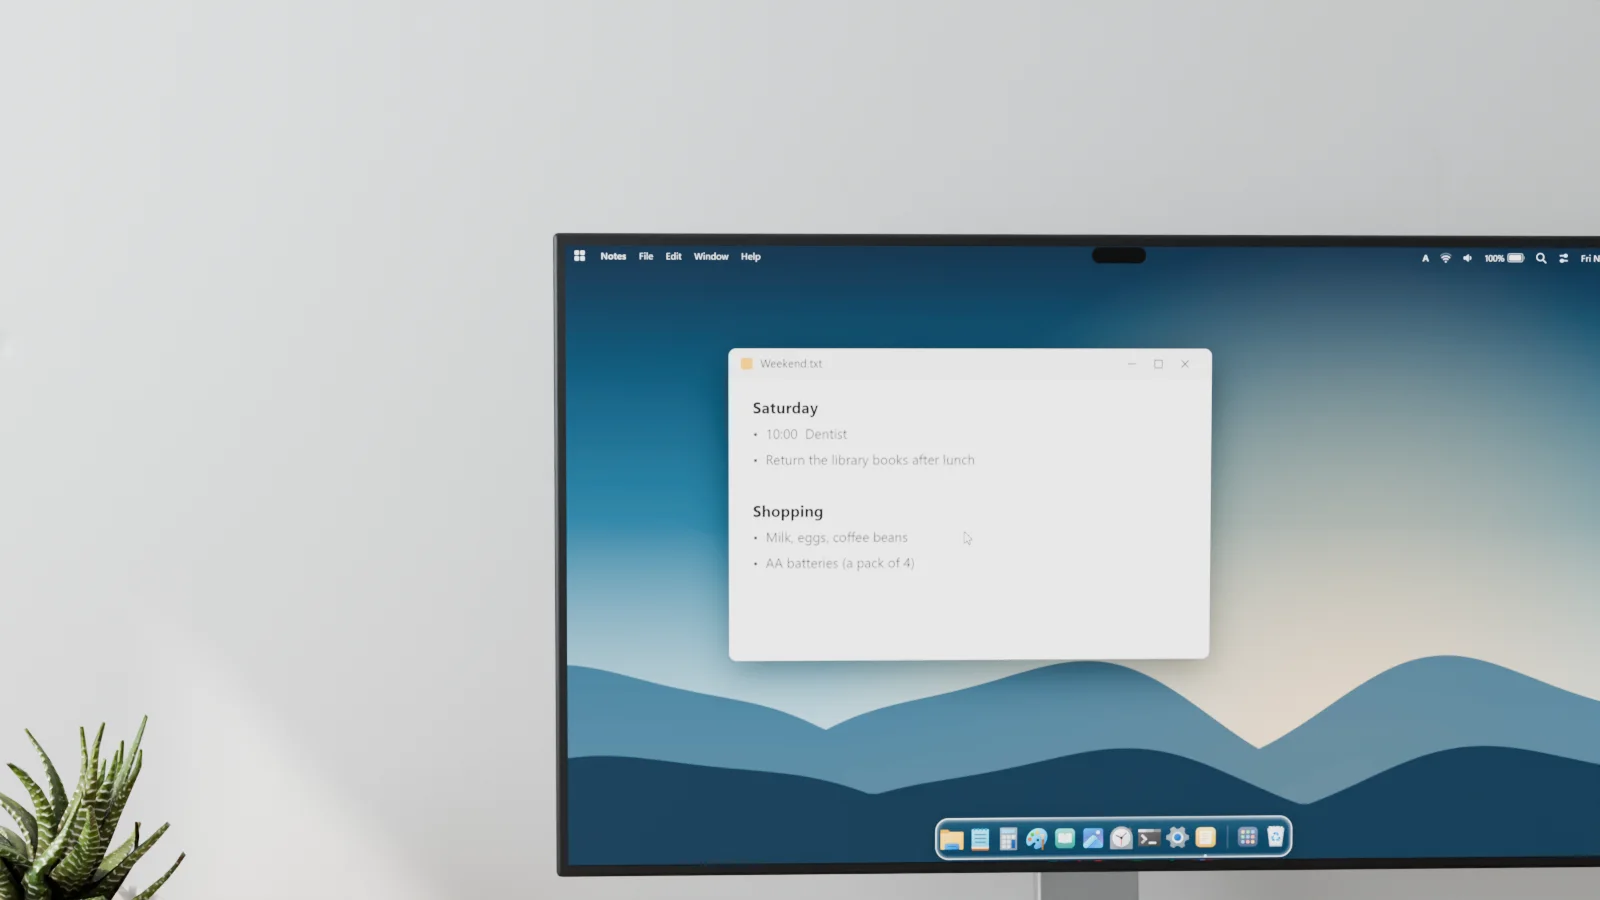 Notes File Edit Window Help
A 100% Fri
Weekend.txt
Saturday
• 10:00 Dentist
• Return the library books after lunch
Shopping
• Milk, eggs, coffee beans
• AA batteries (a pack of 4)